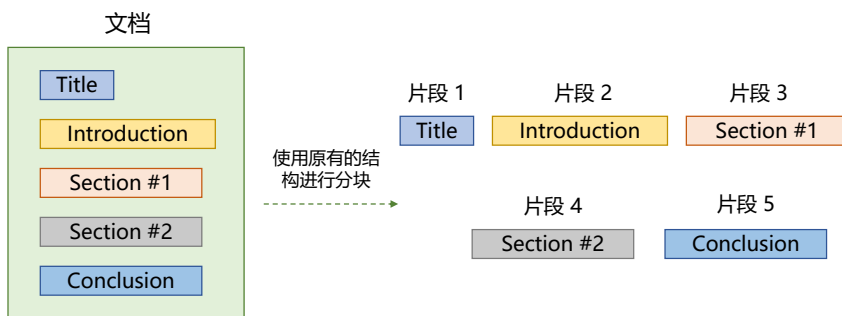 文档
Title
Introduction
Section #1
Section #2
Conclusion
使用原有的结
构进行分块
片段 1
片段 2
片段 3
Title
Introduction
Section #1
片段 4
片段 5
Section #2
Conclusion